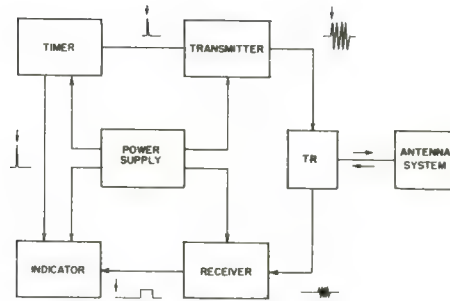 TIMER
TRANSMITTER
POWER
SUPPLY
TR
ANTENNA
SYSTEM
INDICATOR
RECEIVER